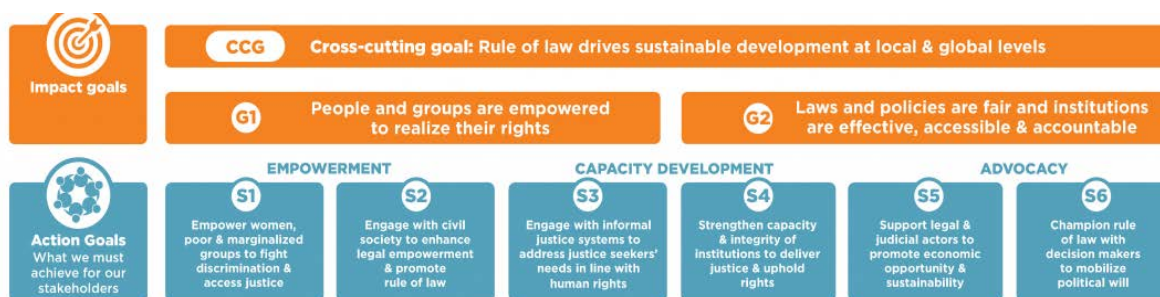 Impact goals
CCG Cross-cutting goal: Rule of law drives sustainable development at local & global levels
G1
People and groups are empowered
to realize their rights
G2
Laws and policies are fair and institutions
are effective, accessible & accountable
Action Goals
What we must
achieve for our
stakeholders
EMPOWERMENT
S1
Empower women,
poor & marginalized
groups to fight
discrimination &
access justice
S2
Engage with civil
society to enhance
legal empowerment
& promote
rule of law
CAPACITY DEVELOPMENT
S3
Engage with informal
justice systems to
address justice seekers'
needs in line with
human rights
S4
Strengthen capacity
& integrity of
institutions to deliver
justice & uphold
rights
ADVOCACY
S5
Support legal &
judicial actors to
promote economic
opportunity &
sustainability
S6
Champion rule
of law with
decision makers
to mobilize
political will